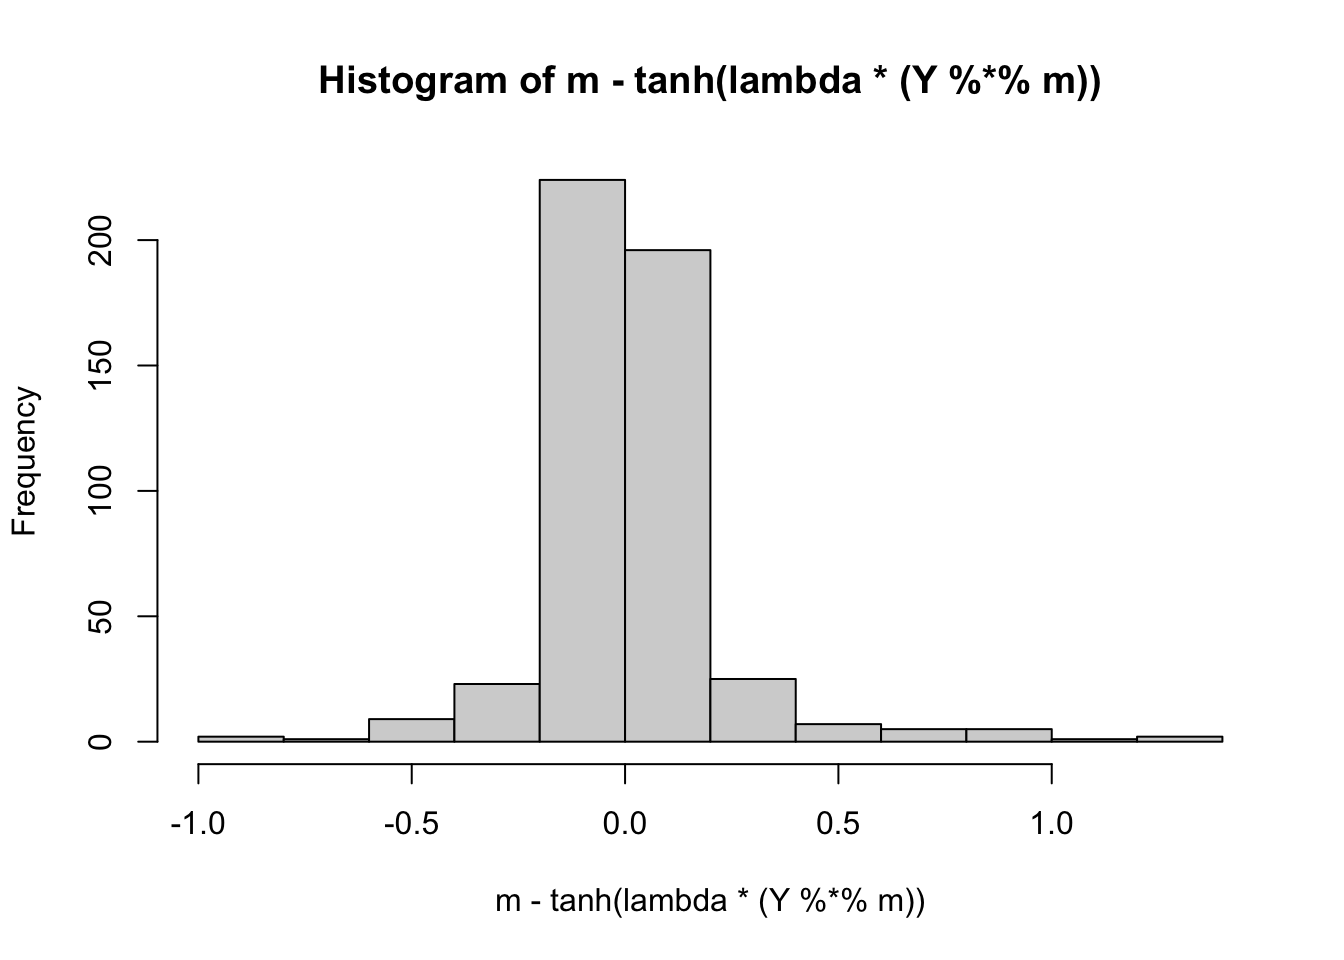 Histogram of m - tanh(lambda * (Y %*% m))
Frequency
200
150
100
50
0
-1.0 -0.5 0.0 0.5 1.0
m - tanh(lambda * (Y %*% m))